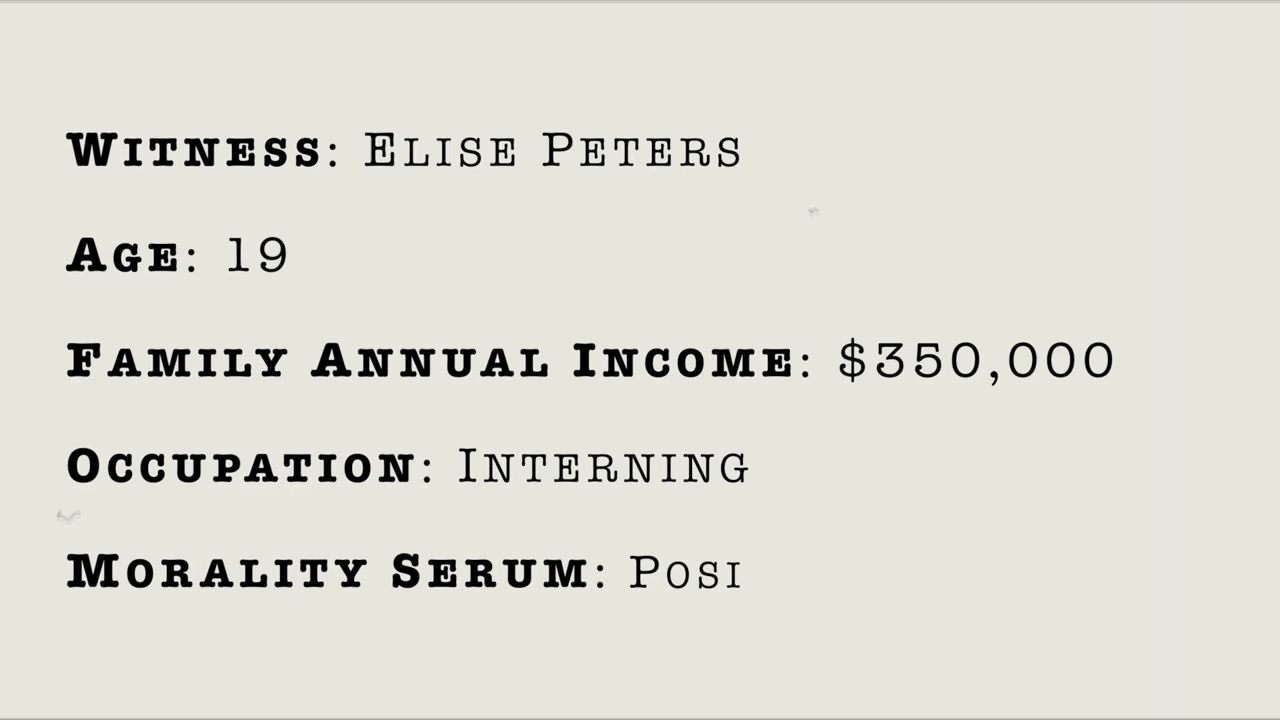 Witness: Elise Peters
Age: 19
Family Annual Income: $350,000
Occupation: Interning
Morality Serum: Posi